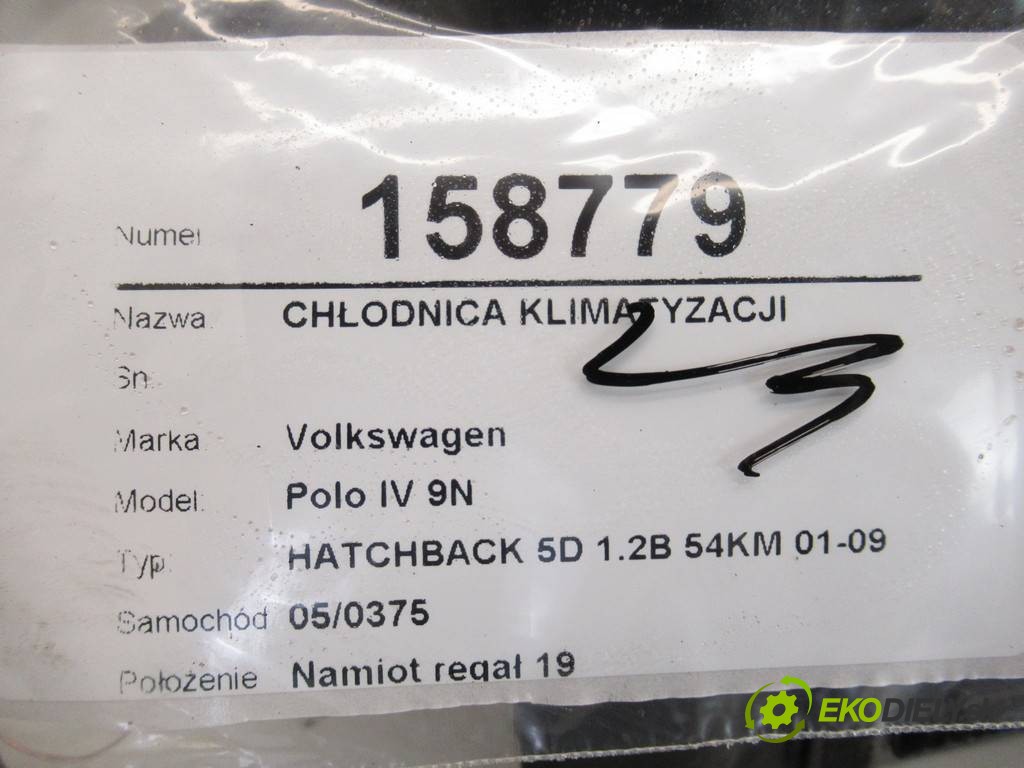 Numer 158779
Nazwa: CHŁODNICA KLIMATYZACJI
Sn:
Marka Volkswagen
Model: Polo IV 9N
Typ: HATCHBACK 5D 1.2B 54KM 01-09
Samochód 05/0375
Położenie Namiot regał 19